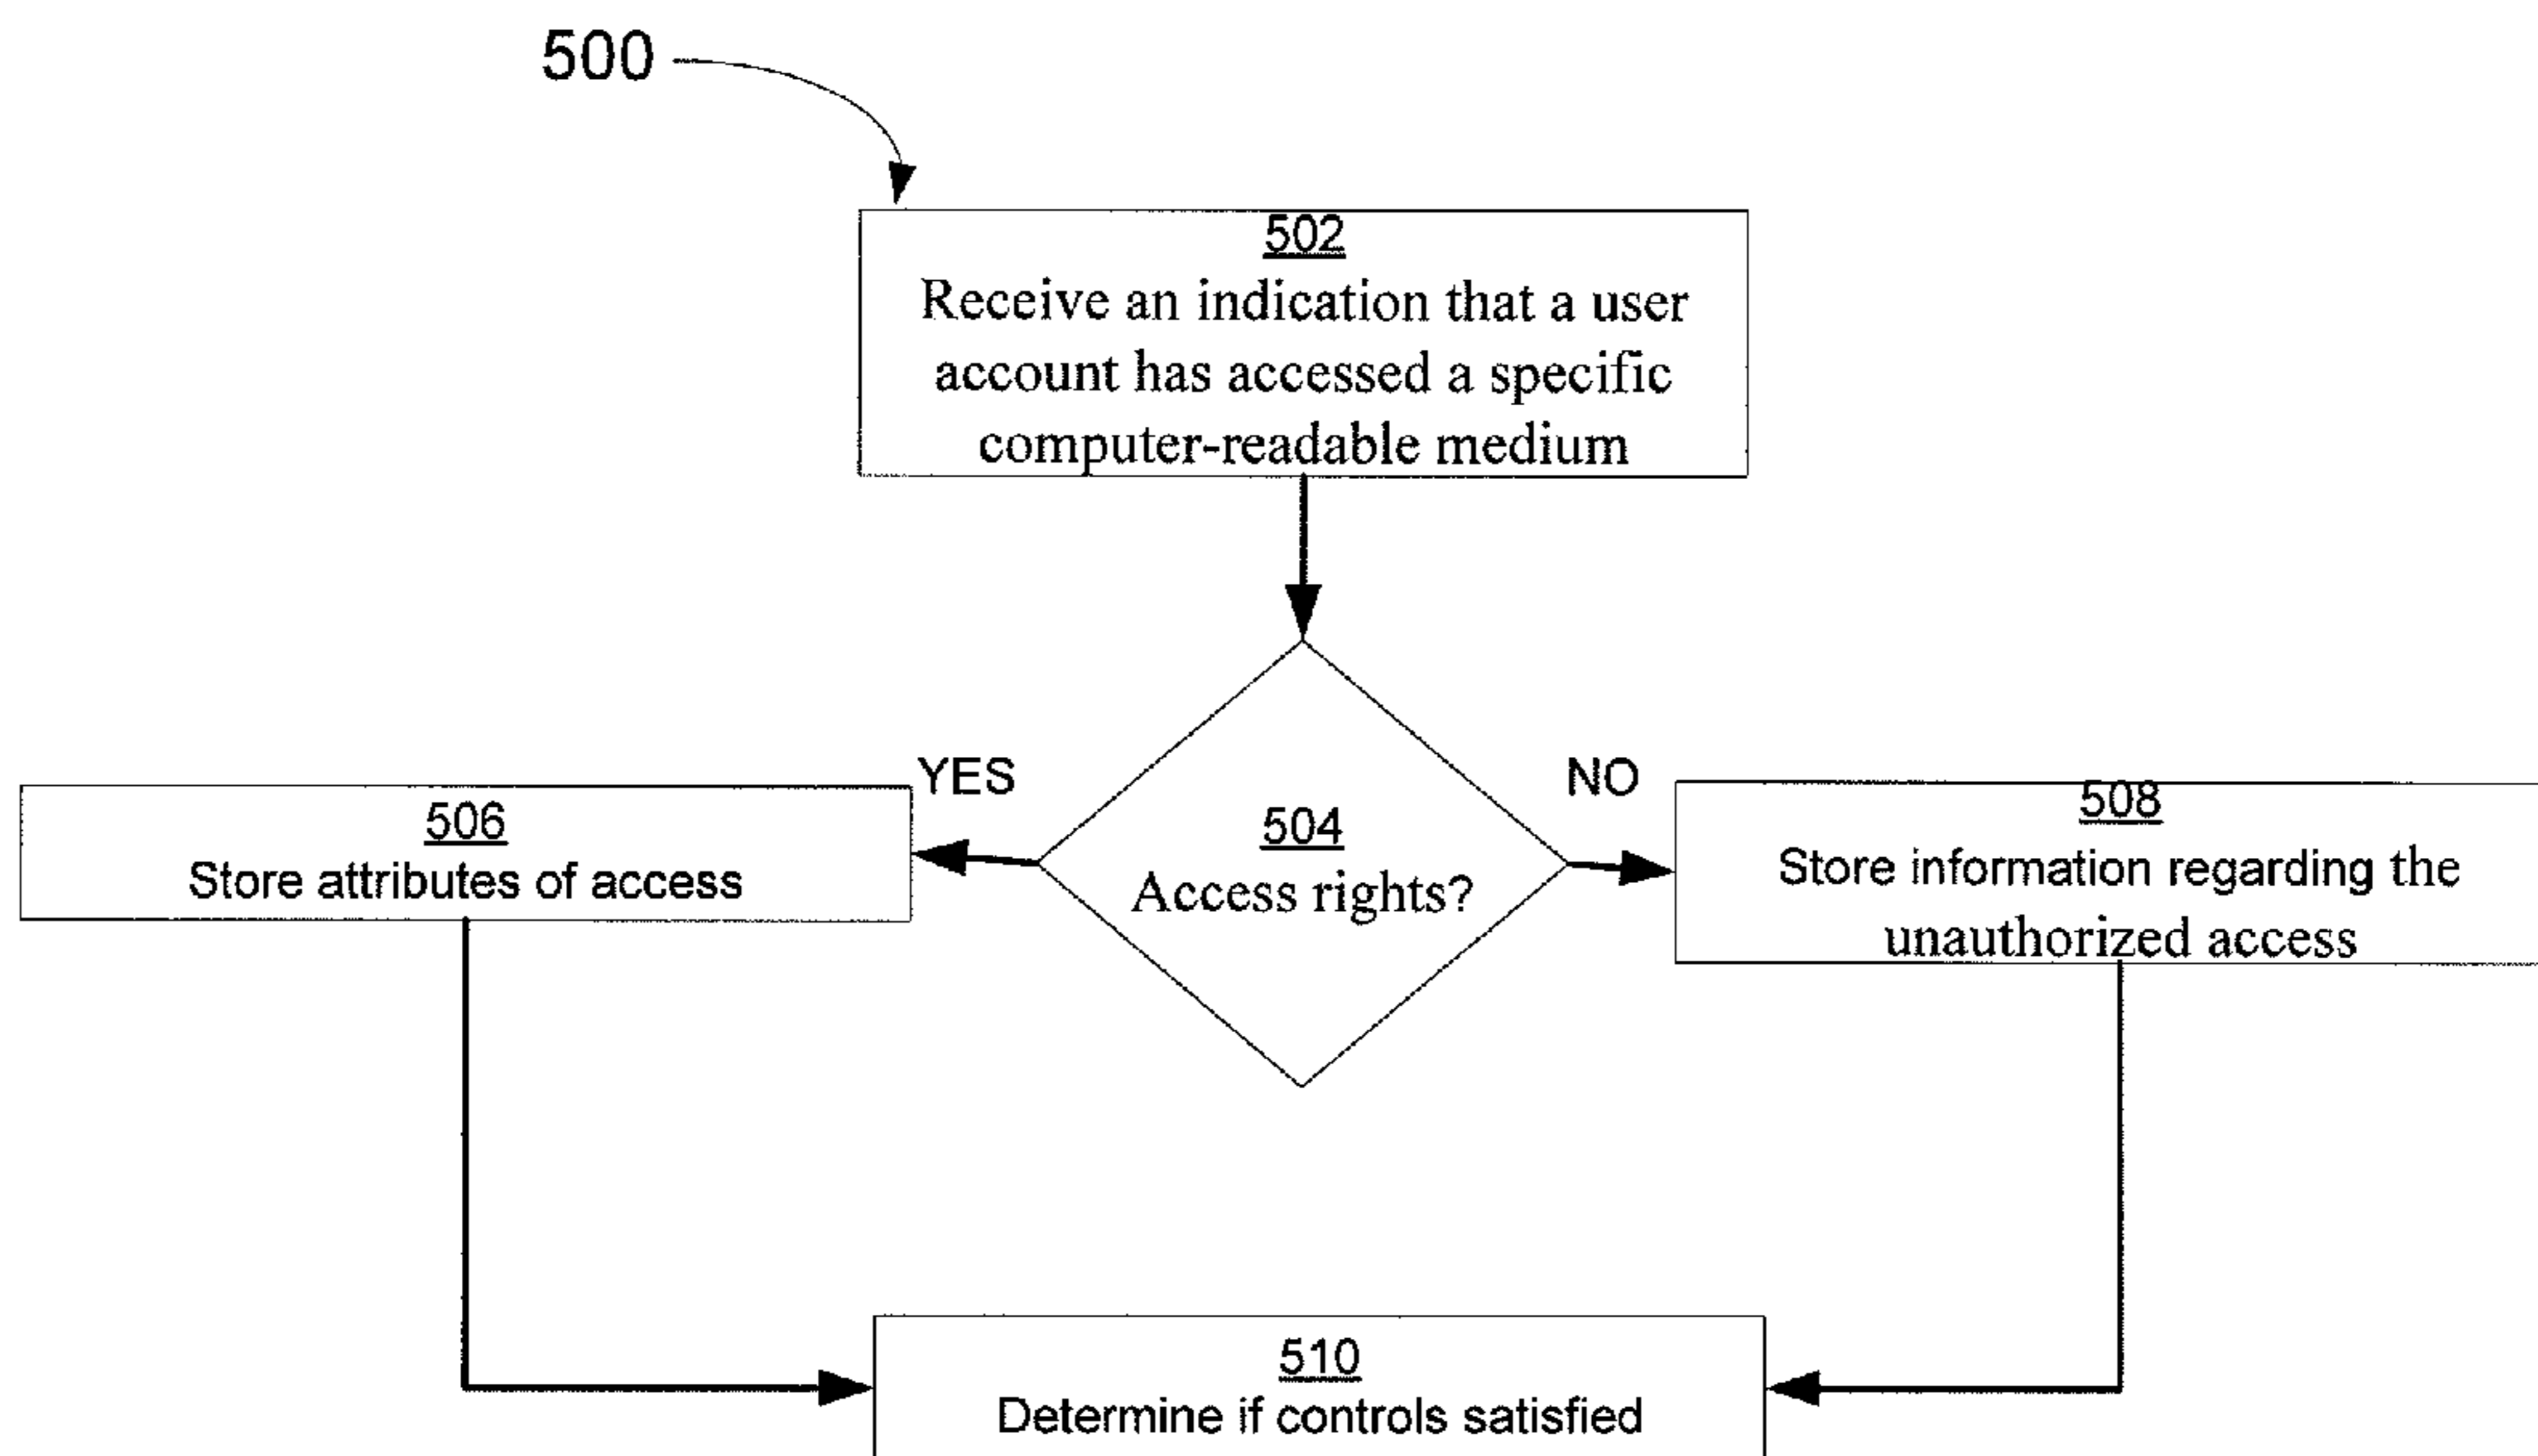 500
502
Receive an indication that a user
account has accessed a specific
computer-readable medium
YES
NO
506
Store attributes of access
504
Access rights?
508
Store information regarding the
unauthorized access
510
Determine if controls satisfied